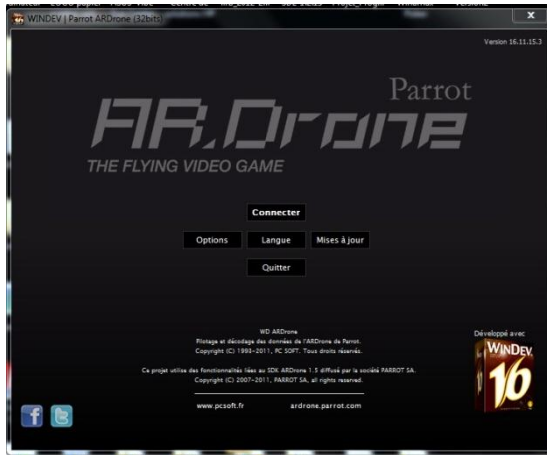 WINDEV | Parrot ARDrone (32bits)
Version 16.11.15.3
Parrot
AR.Drone
THE FLYING VIDEO GAME
Connecter
Options Langue Mises à jour
Quitter
WD ARDrone
Pilotage et décodage des données de l'ARDrone de Parrot.
Copyright (C) 1993-2011, PC SOFT. Tous droits réservés.
Ce projet utilise des fonctionnalités liées au SDK ARDrone 1.5 diffusé par la société PARROT SA.
Copyright (C) 2007-2011, PARROT SA, all rights reserved.
www.pcsoft.fr ardrone.parrot.com
Développé avec
WINDEV
16